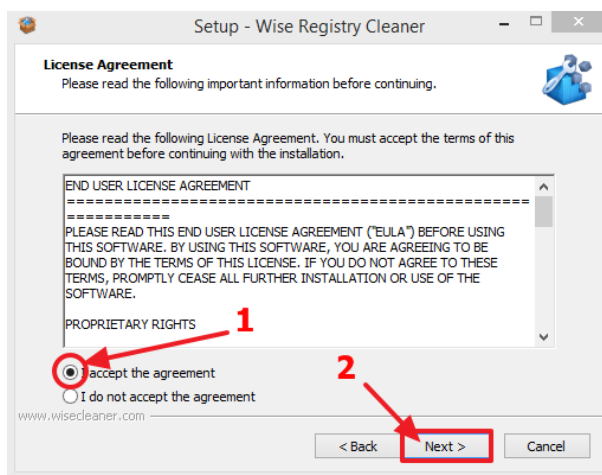 Setup - Wise Registry Cleaner
License Agreement
Please read the following important information before continuing.
Please read the following License Agreement. You must accept the terms of this
agreement before continuing with the installation.
END USER LICENSE AGREEMENT
=================================================
===========
PLEASE READ THIS END USER LICENSE AGREEMENT ("EULA") BEFORE USING
THIS SOFTWARE. BY USING THIS SOFTWARE, YOU ARE AGREEING TO BE
BOUND BY THE TERMS OF THIS LICENSE. IF YOU DO NOT AGREE TO THESE
TERMS, PROMPTLY CEASE ALL FURTHER INSTALLATION OR USE OF THE
SOFTWARE.
PROPRIETARY RIGHTS
1
I accept the agreement
2
I do not accept the agreement
www.wisecleaner.com
< Back Next > Cancel